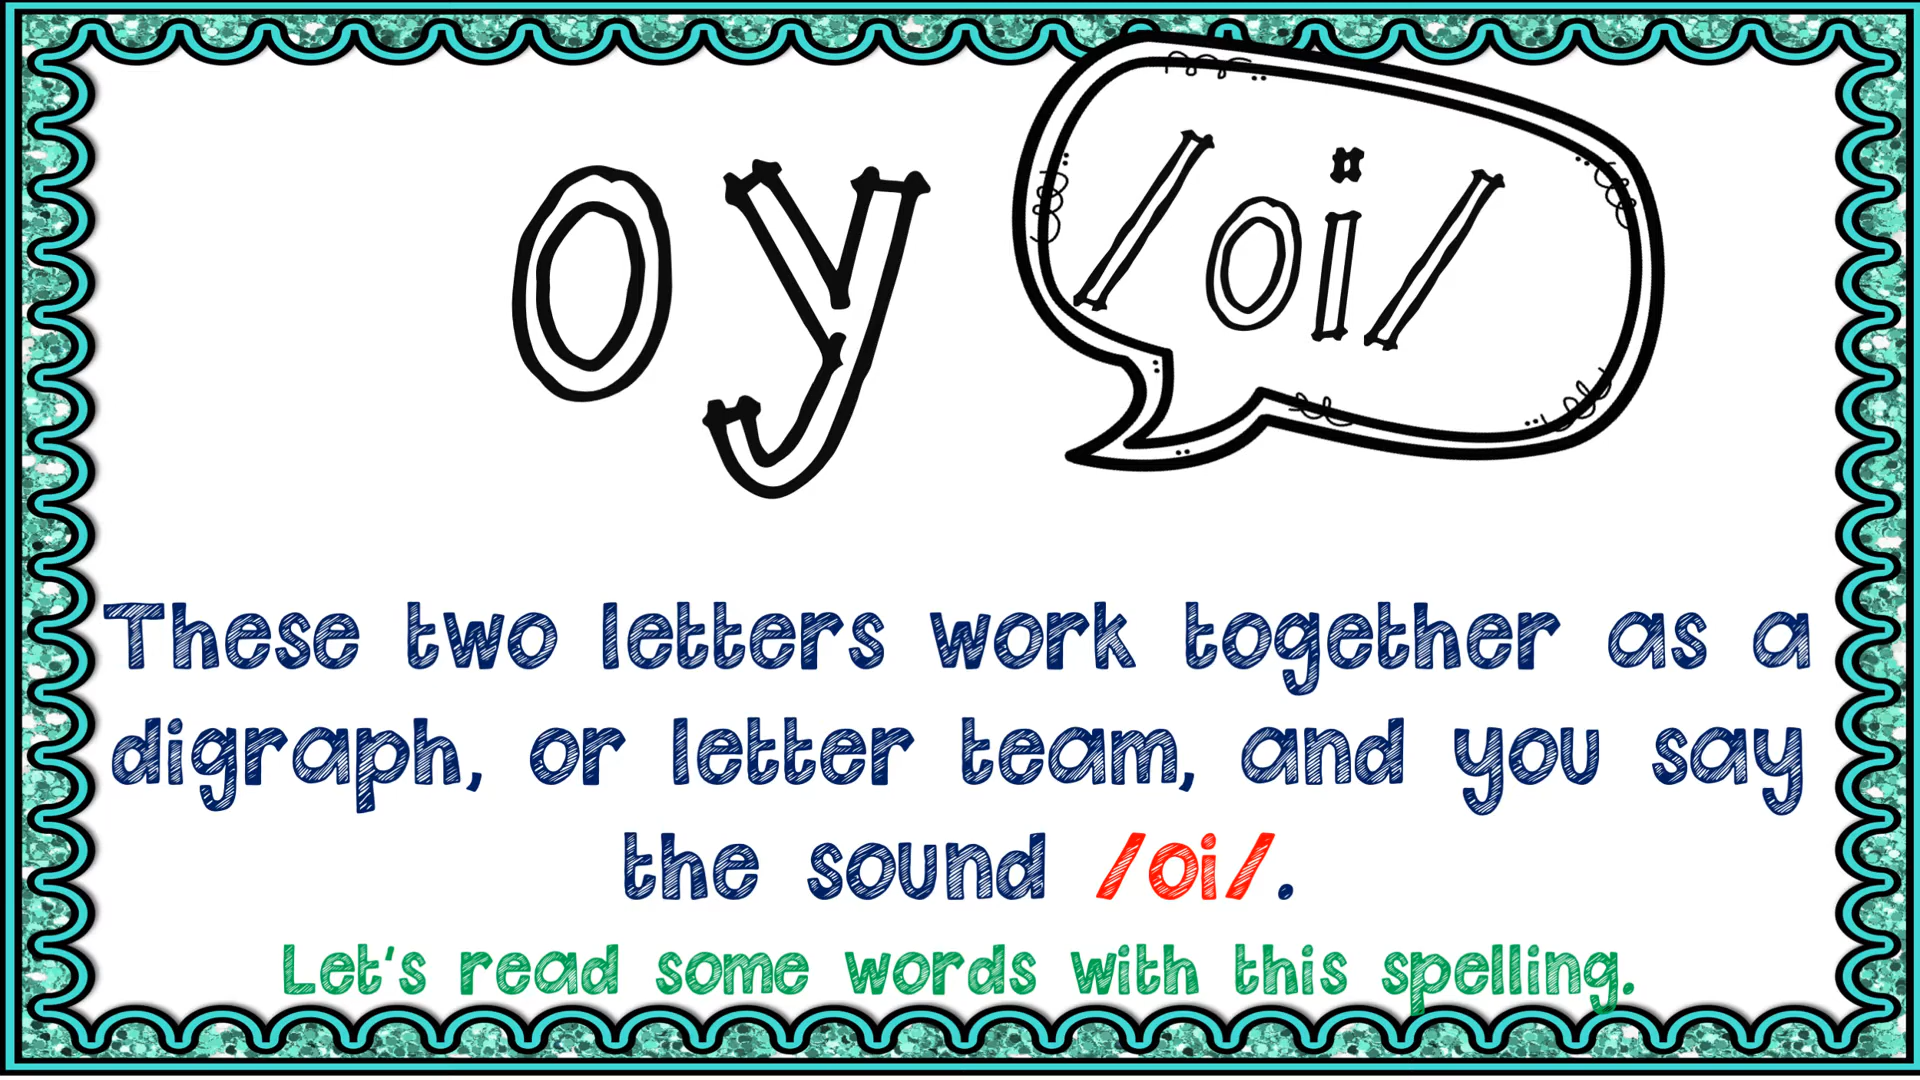 oy /oi/
These two letters work together as a
digraph, or letter team, and you say
the sound /oi/.
Let's read some words with this spelling.